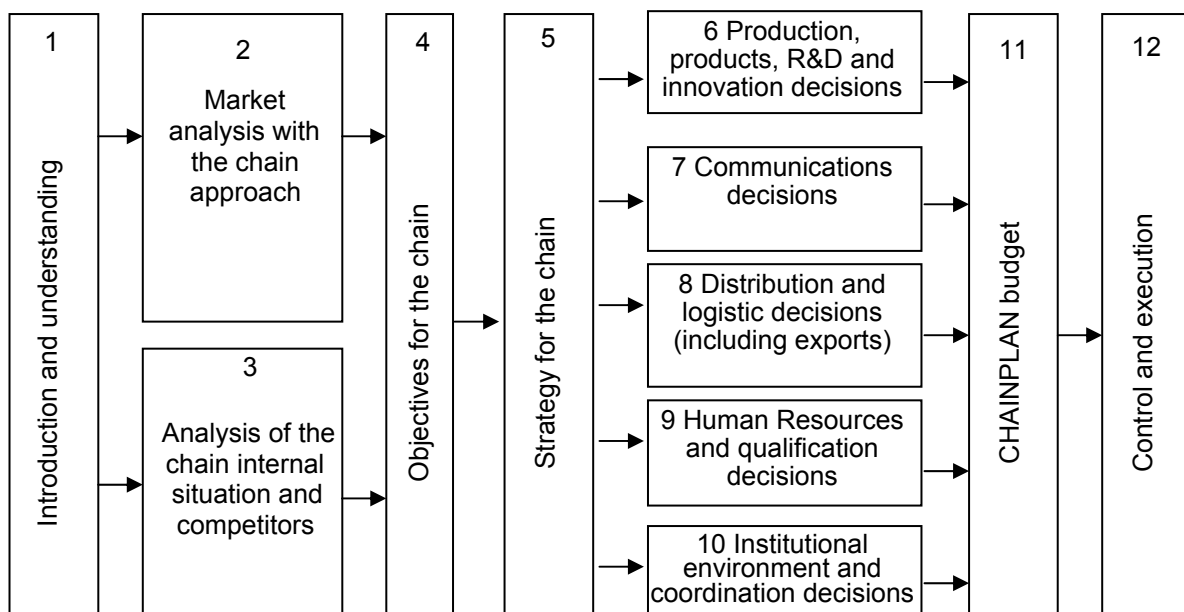 1
Introduction and understanding
2
Market
analysis with
the chain
approach
3
Analysis of the
chain internal
situation and
competitors
4
Objectives for the chain
5
Strategy for the chain
6 Production,
products, R&D and
innovation decisions
7 Communications
decisions
8 Distribution and
logistic decisions
(including exports)
9 Human Resources
and qualification
decisions
10 Institutional
environment and
coordination decisions
11
CHAINPLAN budget
12
Control and execution